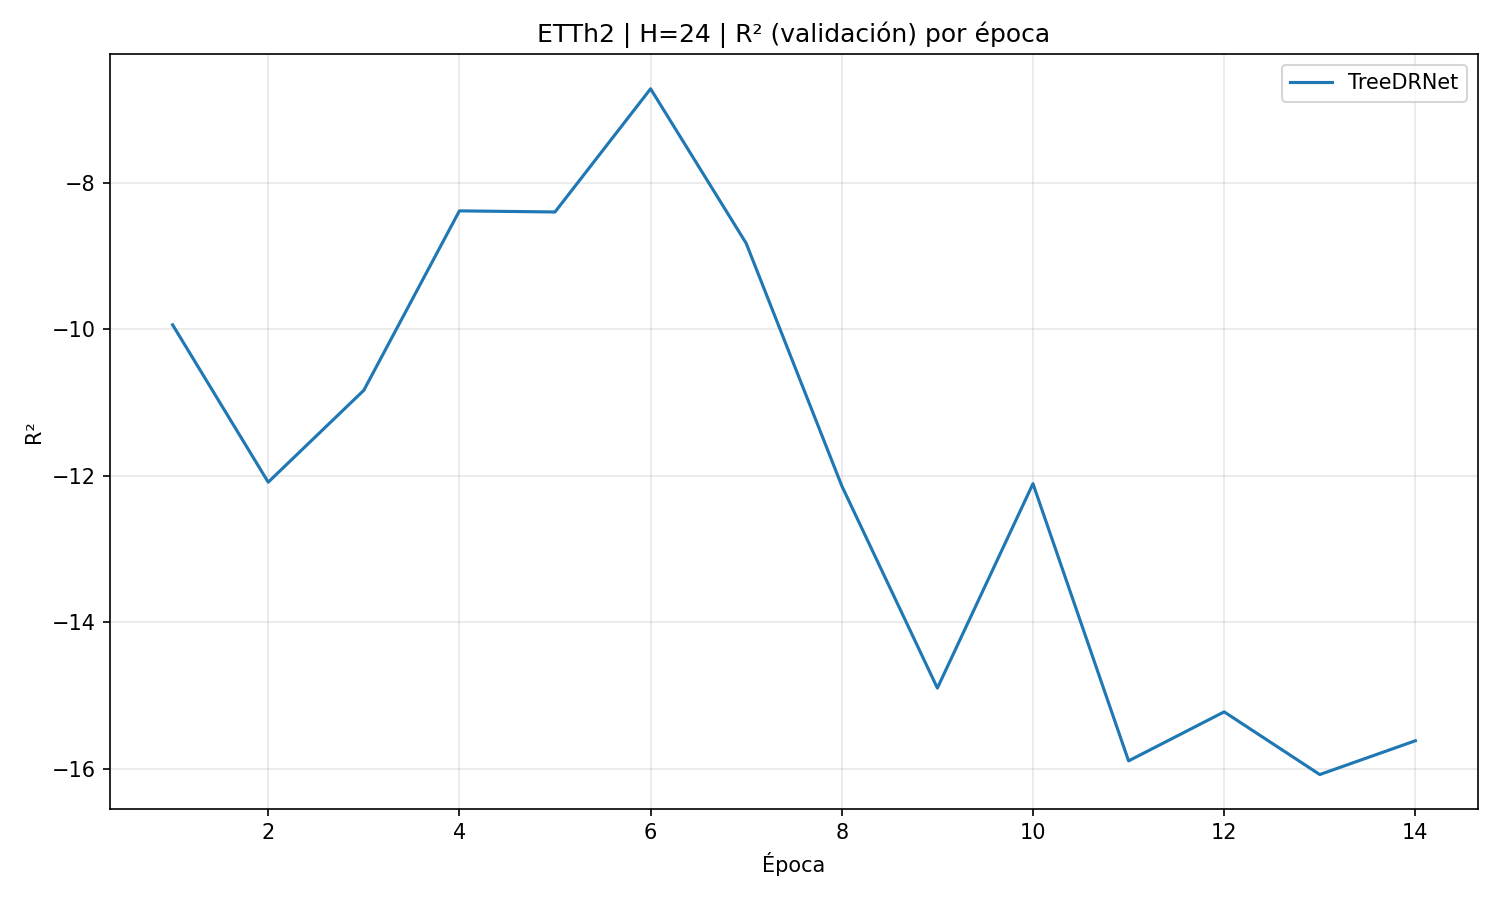 ETTh2 | H=24 | R² (validación) por época
TreeDRNet
−8
−10
−12
−14
−16
R²
2 4 6 8 10 12 14
Época